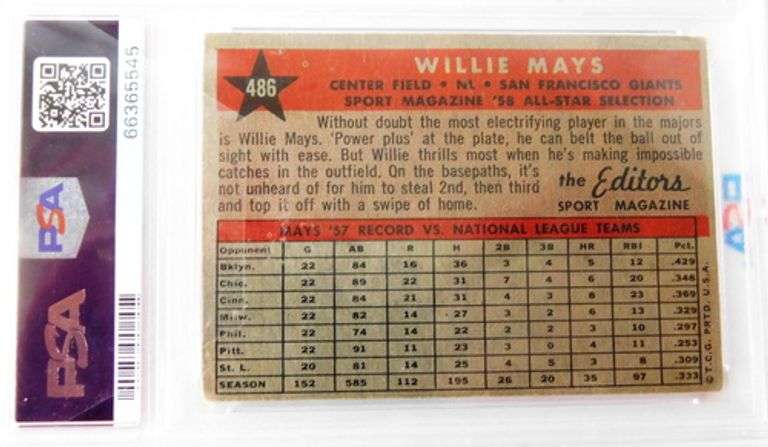 66365545
PSA
PSA
486
WILLIE MAYS
CENTER FIELD • NL • SAN FRANCISCO GIANTS
SPORT MAGAZINE '58 ALL-STAR SELECTION
Without doubt the most electrifying player in the majors
is Willie Mays. 'Power plus' at the plate, he can belt the ball out of
sight with ease. But Willie thrills most when he's making impossible
catches in the outfield. On the basepaths, it's
not unheard of for him to steal 2nd, then third
and top it off with a swipe of home.
the Editors
SPORT MAGAZINE
MAYS '57 RECORD VS. NATIONAL LEAGUE TEAMS
Opponent G AB R H 2B 3B HR RBI Pct.
Bklyn. 22 84 16 36 3 4 5 12 .429
Chic. 22 89 22 31 7 4 6 20 .348
Cinn. 22 84 21 31 4 3 8 23 .369
Milw. 22 82 14 27 3 2 6 13 .329
Phil. 22 74 14 22 2 2 3 10 .297
Pitt. 22 91 11 23 3 0 4 11 .253
St. L. 20 81 14 25 4 5 3 8 .309
SEASON 152 585 112 195 26 20 35 97 .333
© T.C.G. PRTD. U.S.A.